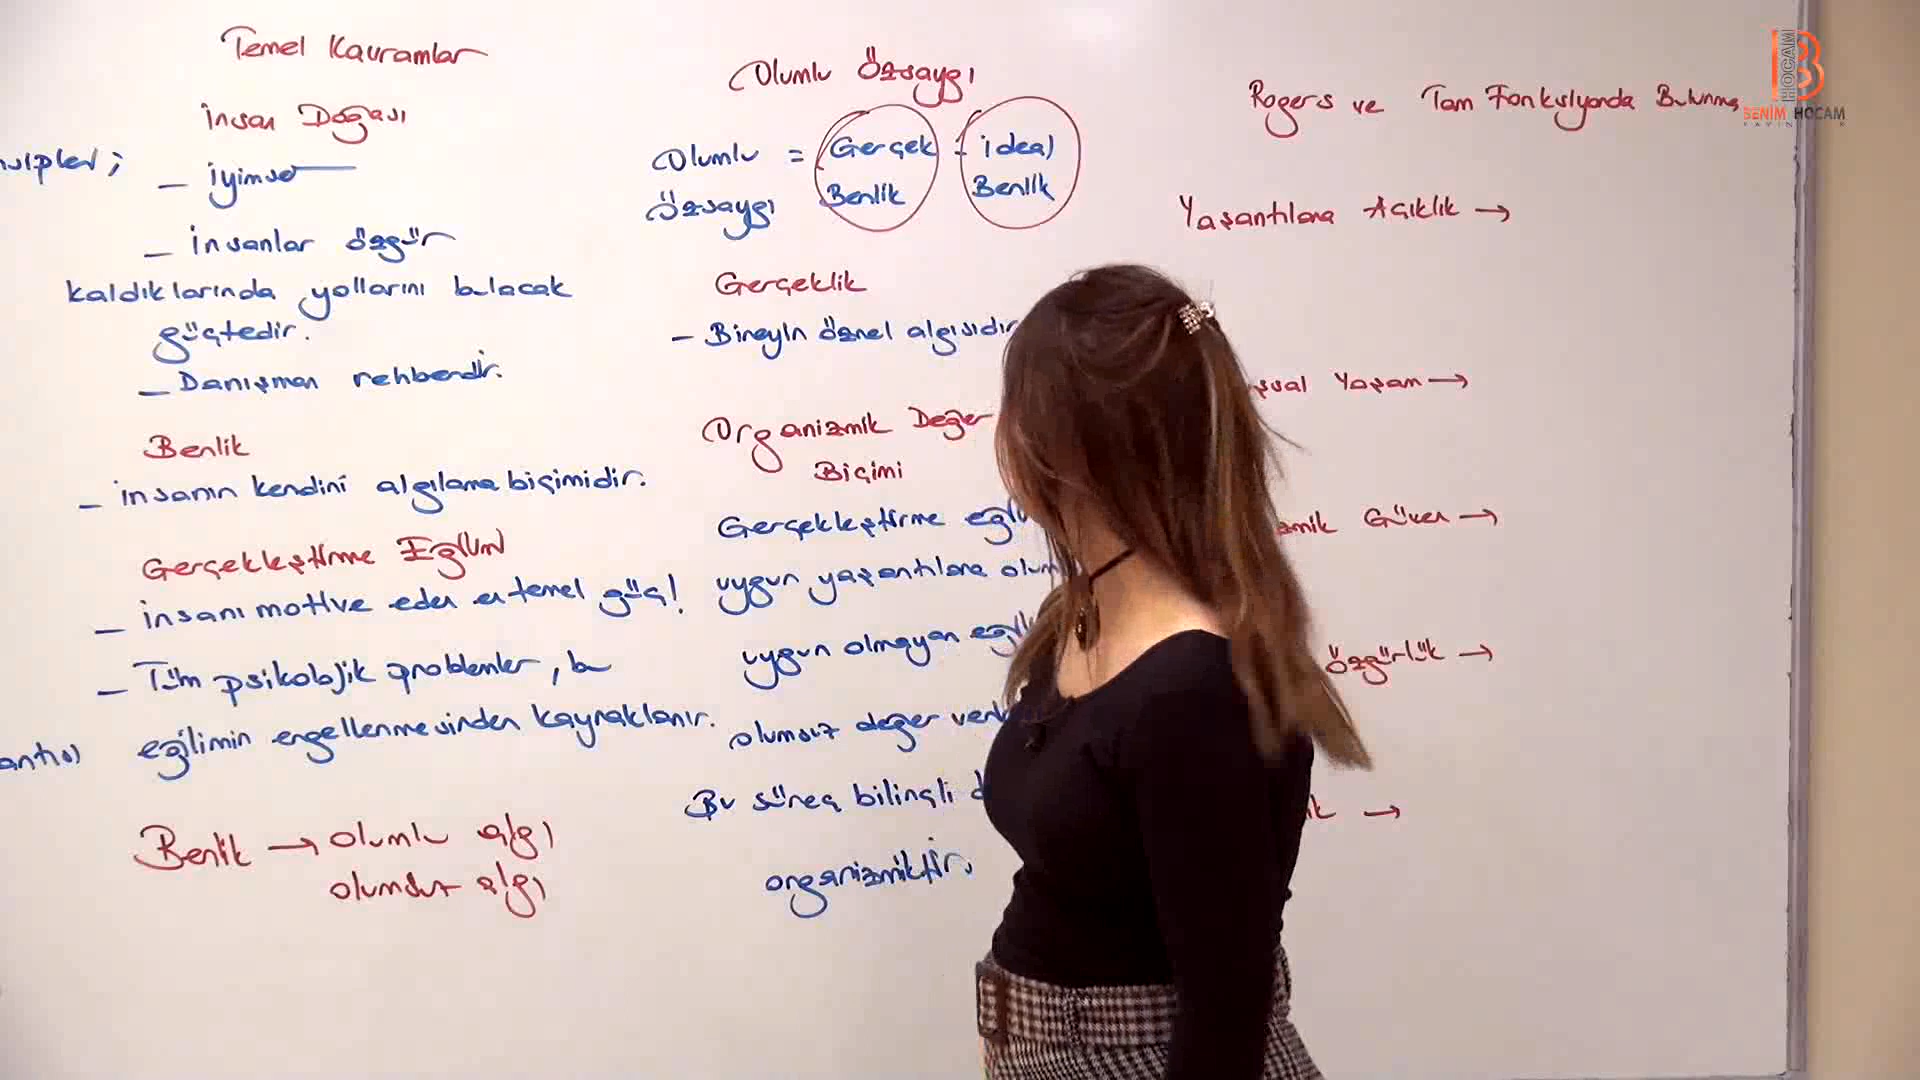 Temel Kavramlar
İnsan Doğası
– iyimser
– insanlar özgür
kaldıklarında yollarını bulacak
güçtedir.
– Danışman rehberdir.
Benlik
– insanın kendini algılama biçimidir.
Gerçekleştirme Eğilimi
– insanı motive eden en temel güç!
– Tüm psikolojik problemler, bu
eğilimin engellenmesinden kaynaklanır.
Benlik → olumlu algı
olumsuz algı
Olumlu Özsaygı
Olumlu = Gerçek – ideal
Özsaygı Benlik Benlik
Gerçeklik
– Bireyin öznel algısıdır
Organizmik Değer
Biçimi
Gerçekleştirme
uygun yaşantılara
uygun olmayan
olumsuz değer
Bu süreç bilinçli
organizmiktir.
Rogers ve Tam Fonksiyonda Bulunma
Yaşantılara Açıklık →
Yaşam →
Güven →
özgürlük →
→
BENİM HOCAM